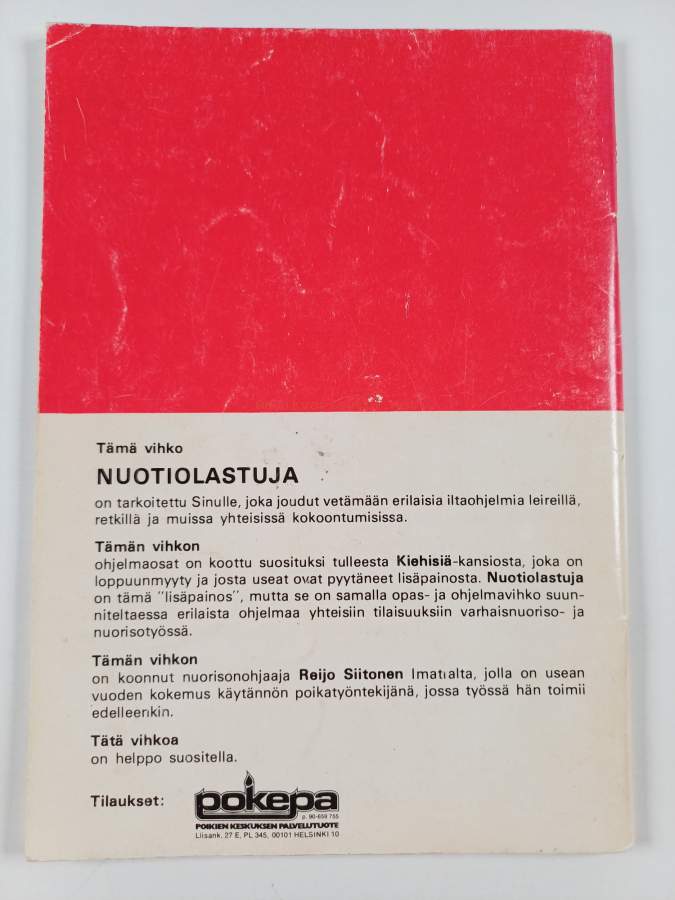 Tämä vihko
NUOTIOLASTUJA
on tarkoitettu Sinulle, joka joudut vetämään erilaisia iltaohjelmia leireillä,
retkillä ja muissa yhteisissä kokoontumisissa.
Tämän vihkon
ohjelmaosat on koottu suosituksi tulleesta Kiehisiä-kansiosta, joka on
loppuunmyyty ja josta useat ovat pyytäneet lisäpainosta. Nuotiolastuja
on tämä "lisäpainos", mutta se on samalla opas- ja ohjelmavihko suun-
niteltaessa erilaista ohjelmaa yhteisiin tilaisuuksiin varhaisnuoriso- ja
nuorisotyössä.
Tämän vihkon
on koonnut nuorisonohjaaja Reijo Siitonen Imatralta, jolla on usean
vuoden kokemus käytännön poikatyöntekijänä, jossa työssä hän toimii
edelleenkin.
Tätä vihkoa
on helppo suositella.
Tilaukset: pokepa
p. 90-659 755
POIKIEN KESKUKSEN PALVELUTUOTE
Liisank. 27 E, PL 345, 00101 HELSINKI 10